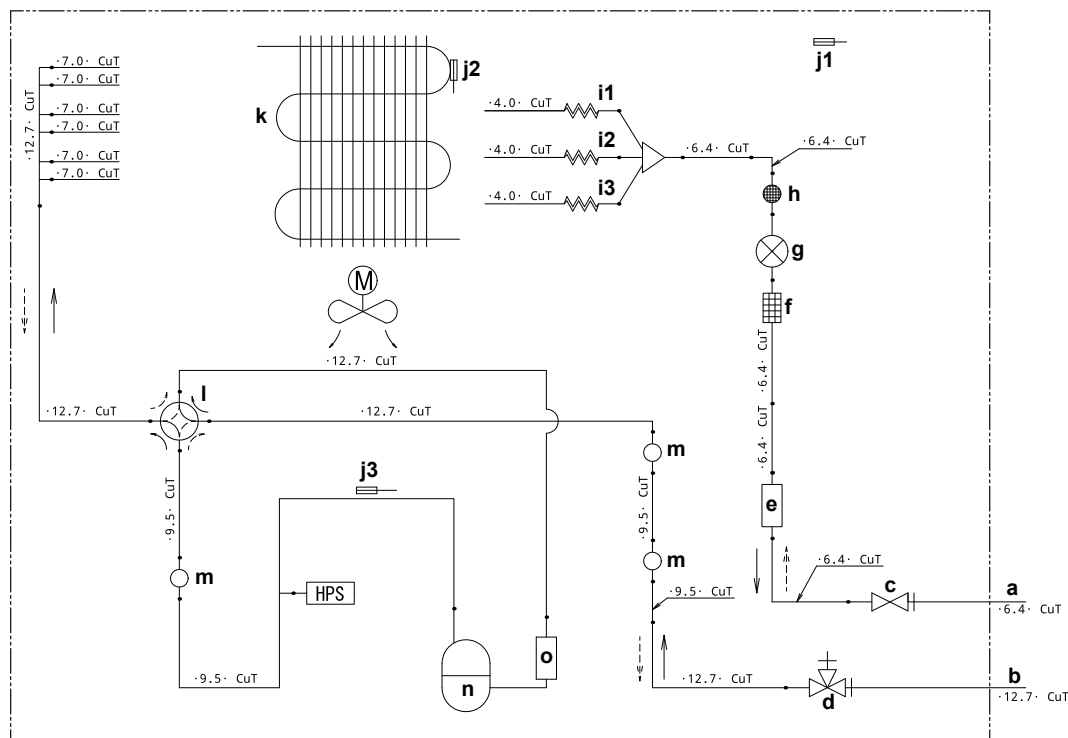 ·7.0· CuT
·7.0· CuT
·7.0· CuT
·7.0· CuT
·7.0· CuT
·7.0· CuT
·12.7· CuT
k
j2
j1
·4.0· CuT
i1
·4.0· CuT
i2
·4.0· CuT
i3
·6.4· CuT
·6.4· CuT
h
g
f
M
·12.7· CuT
·6.4· CuT
·6.4· CuT
l
·12.7· CuT
·12.7· CuT
m
j3
·9.5· CuT
·9.5· CuT
e
m
m
HPS
·6.4· CuT
c
a
·6.4· CuT
·9.5· CuT
·9.5· CuT
n
o
·12.7· CuT
d
b
·12.7· CuT